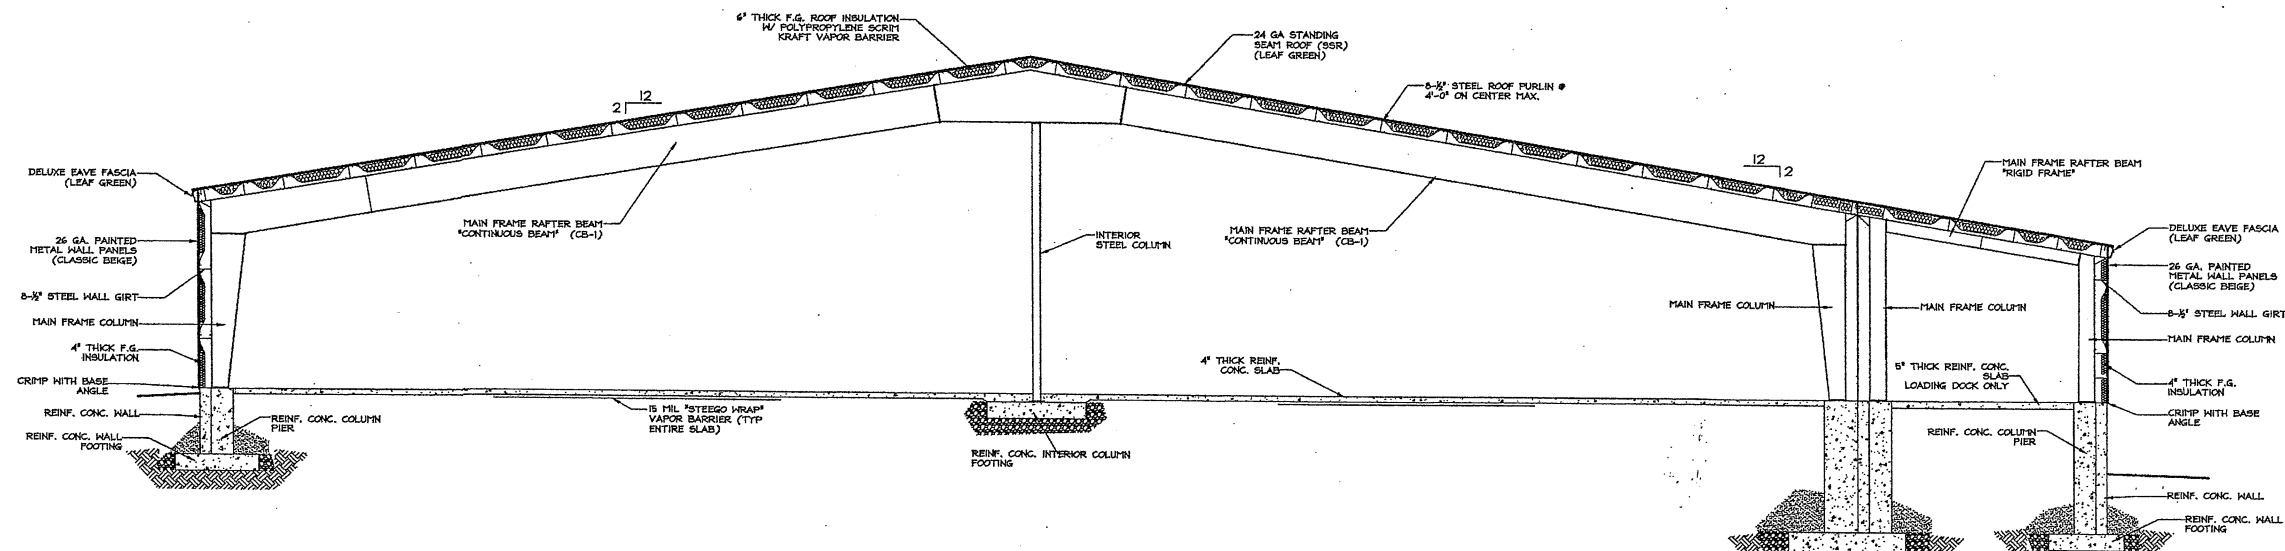 6" THICK F.G. ROOF INSULATION
W/ POLYPROPYLENE SCRIM
KRAFT VAPOR BARRIER
24 GA STANDING
SEAM ROOF (SSR)
(LEAF GREEN)
8-½" STEEL ROOF PURLIN @
4'-0" ON CENTER MAX.
12
2
12
2
DELUXE EAVE FASCIA
(LEAF GREEN)
MAIN FRAME RAFTER BEAM
"RIGID FRAME"
MAIN FRAME RAFTER BEAM
"CONTINUOUS BEAM" (CB-1)
MAIN FRAME RAFTER BEAM
"CONTINUOUS BEAM" (CB-1)
INTERIOR
STEEL COLUMN
DELUXE EAVE FASCIA
(LEAF GREEN)
26 GA. PAINTED
METAL WALL PANELS
(CLASSIC BEIGE)
26 GA. PAINTED
METAL WALL PANELS
(CLASSIC BEIGE)
8-½" STEEL WALL GIRT
MAIN FRAME COLUMN
MAIN FRAME COLUMN
MAIN FRAME COLUMN
8-½" STEEL WALL GIRT
MAIN FRAME COLUMN
4" THICK F.G.
INSULATION
4" THICK REINF.
CONC. SLAB
5" THICK REINF. CONC.
SLAB
LOADING DOCK ONLY
4" THICK F.G.
INSULATION
CRIMP WITH BASE
ANGLE
CRIMP WITH BASE
ANGLE
REINF. CONC. WALL
REINF. CONC. COLUMN
PIER
15 MIL "STEEGO WRAP"
VAPOR BARRIER (TYP
ENTIRE SLAB)
REINF. CONC. WALL
FOOTING
REINF. CONC. INTERIOR COLUMN
FOOTING
REINF. CONC. COLUMN
PIER
REINF. CONC. WALL
REINF. CONC. WALL
FOOTING